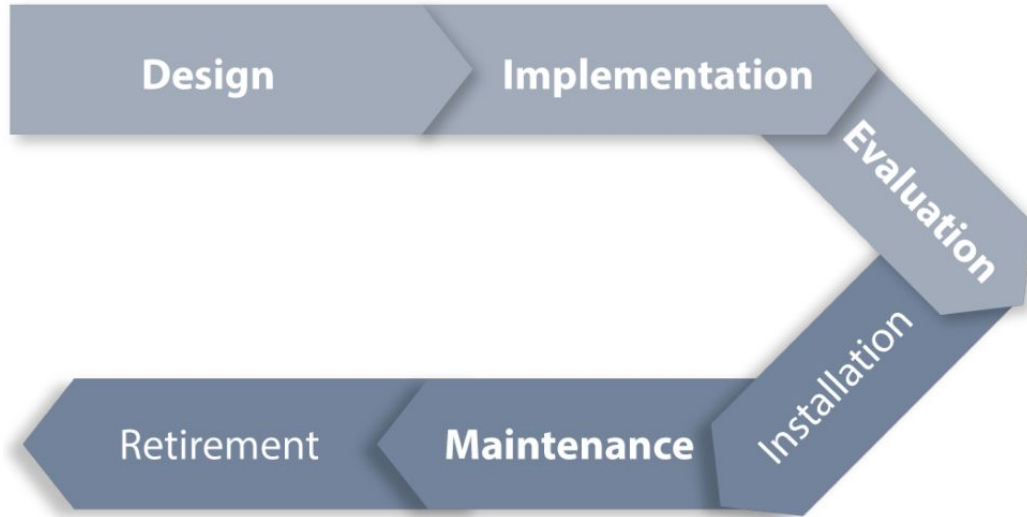 Design
Implementation
Evaluation
Installation
Maintenance
Retirement